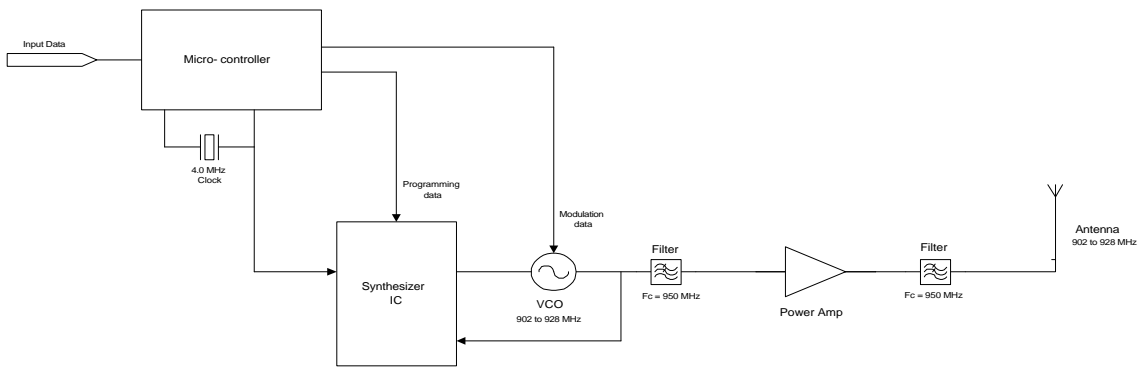 Input Data
Micro- controller
4.0 MHz
Clock
Programming
data
Modulation
data
Synthesizer
IC
VCO
902 to 928 MHz
Filter
Fc = 950 MHz
Power Amp
Filter
Fc = 950 MHz
Antenna
902 to 928 MHz